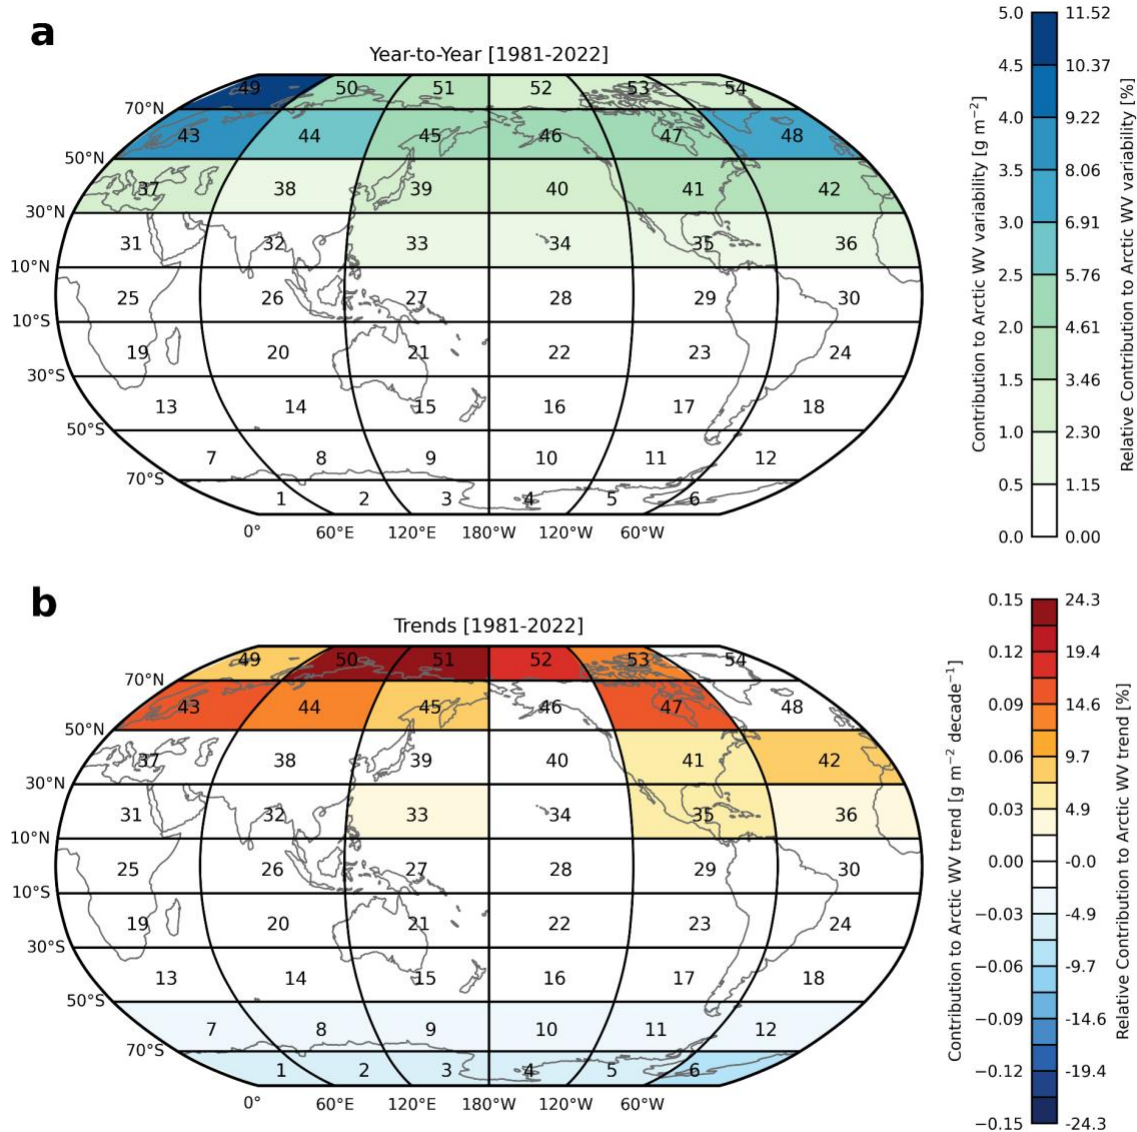 a
Year-to-Year [1981-2022]
49 50 51 52 53 54
70°N
43 44 45 46 47 48
50°N
37 38 39 40 41 42
30°N
31 32 33 34 35 36
10°N
25 26 27 28 29 30
10°S
19 20 21 22 23 24
30°S
13 14 15 16 17 18
50°S
7 8 9 10 11 12
70°S
1 2 3 4 5 6
0° 60°E 120°E 180°W 120°W 60°W
Contribution to Arctic WV variability [g m⁻²]
5.0 11.52
4.5 10.37
4.0 9.22
3.5 8.06
3.0 6.91
2.5 5.76
2.0 4.61
1.5 3.46
1.0 2.30
0.5 1.15
0.0 0.00
Relative Contribution to Arctic WV variability [%]
b
Trends [1981-2022]
49 50 51 52 53 54
70°N
43 44 45 46 47 48
50°N
37 38 39 40 41 42
30°N
31 32 33 34 35 36
10°N
25 26 27 28 29 30
10°S
19 20 21 22 23 24
30°S
13 14 15 16 17 18
50°S
7 8 9 10 11 12
70°S
1 2 3 4 5 6
0° 60°E 120°E 180°W 120°W 60°W
Contribution to Arctic WV trend [g m⁻² decade⁻¹]
0.15 24.3
0.12 19.4
0.09 14.6
0.06 9.7
0.03 4.9
0.00 -0.0
−0.03 -4.9
−0.06 -9.7
−0.09 -14.6
−0.12 -19.4
−0.15 -24.3
Relative Contribution to Arctic WV trend [%]